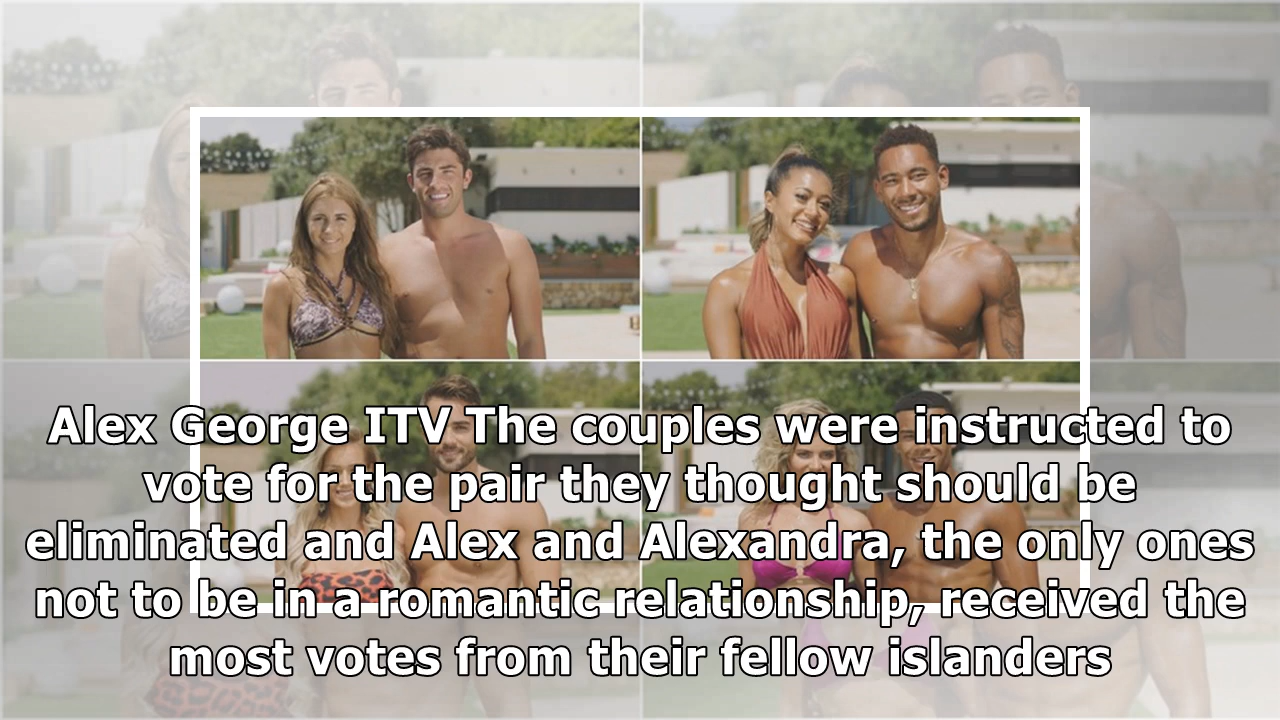 Alex George ITV The couples were instructed to
vote for the pair they thought should be
eliminated and Alex and Alexandra, the only ones
not to be in a romantic relationship, received the
most votes from their fellow islanders